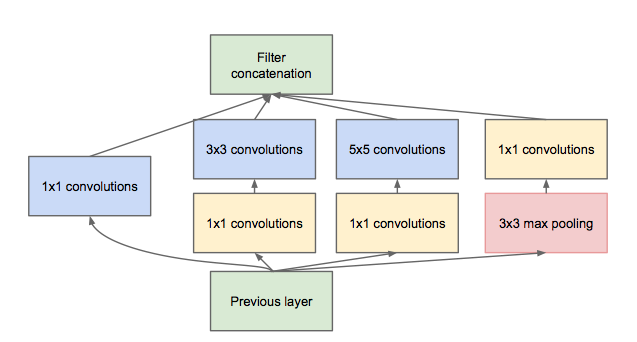 Filter
concatenation
3x3 convolutions
5x5 convolutions
1x1 convolutions
1x1 convolutions
1x1 convolutions
1x1 convolutions
3x3 max pooling
Previous layer